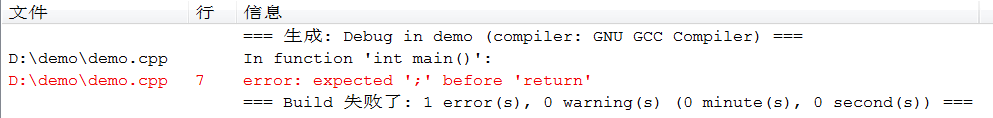 文件 行 信息
=== 生成: Debug in demo (compiler: GNU GCC Compiler) ===
D:\demo\demo.cpp In function 'int main()':
D:\demo\demo.cpp 7 error: expected ';' before 'return'
=== Build 失败了: 1 error(s), 0 warning(s) (0 minute(s), 0 second(s)) ===